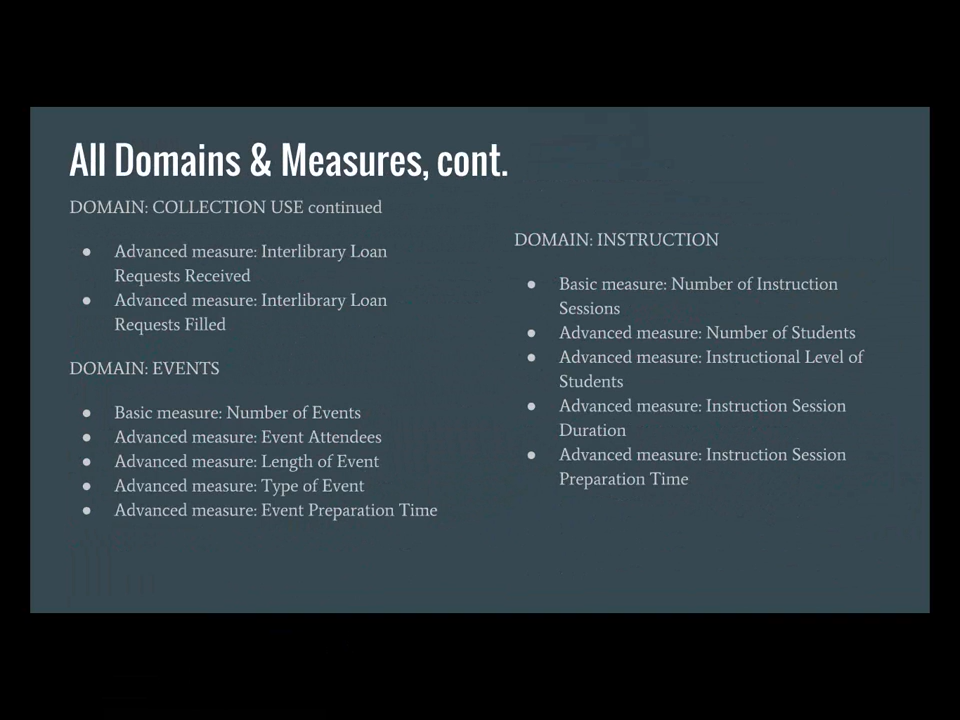 All Domains & Measures, cont.
DOMAIN: COLLECTION USE continued
● Advanced measure: Interlibrary Loan
Requests Received
● Advanced measure: Interlibrary Loan
Requests Filled
DOMAIN: EVENTS
● Basic measure: Number of Events
● Advanced measure: Event Attendees
● Advanced measure: Length of Event
● Advanced measure: Type of Event
● Advanced measure: Event Preparation Time
DOMAIN: INSTRUCTION
● Basic measure: Number of Instruction
Sessions
● Advanced measure: Number of Students
● Advanced measure: Instructional Level of
Students
● Advanced measure: Instruction Session
Duration
● Advanced measure: Instruction Session
Preparation Time